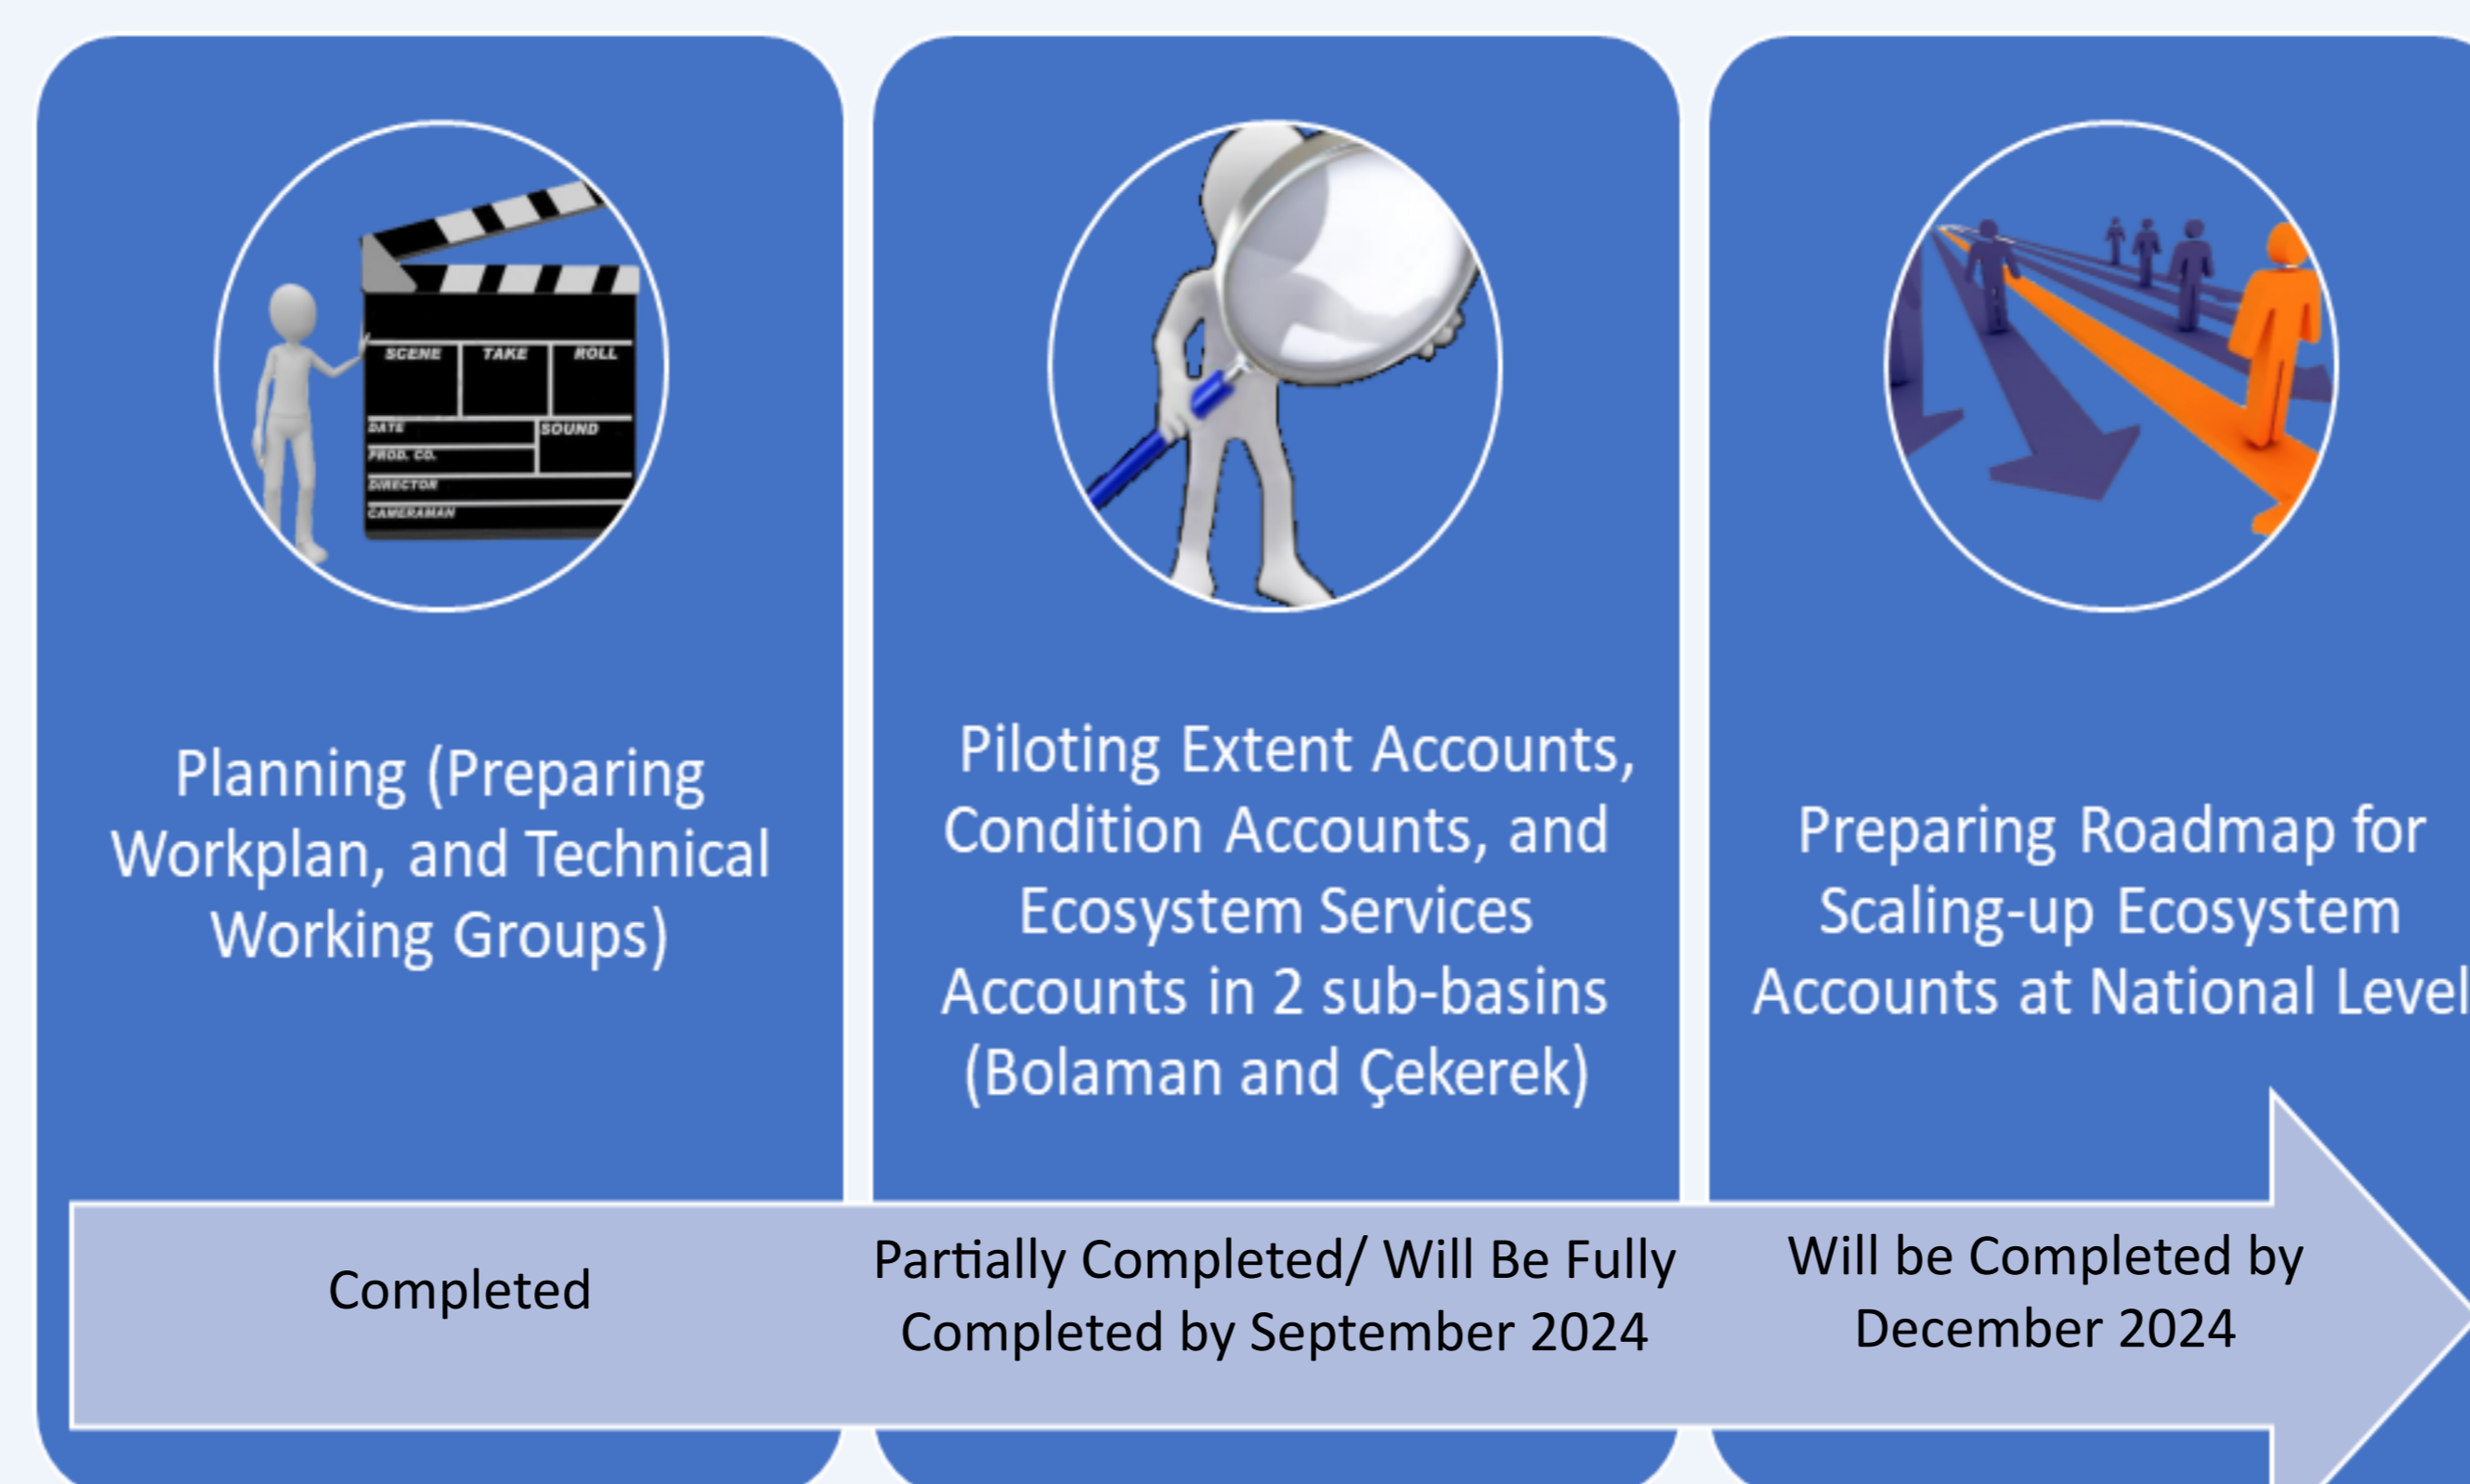 SCENE TAKE ROLL
DATE SOUND
PROD. CO.
DIRECTOR
CAMERAMAN
Planning (Preparing
Workplan, and Technical
Working Groups)
Completed
Piloting Extent Accounts,
Condition Accounts, and
Ecosystem Services
Accounts in 2 sub-basins
(Bolaman and Çekerek)
Partially Completed/ Will Be Fully
Completed by September 2024
Preparing Roadmap for
Scaling-up Ecosystem
Accounts at National Level
Will be Completed by
December 2024